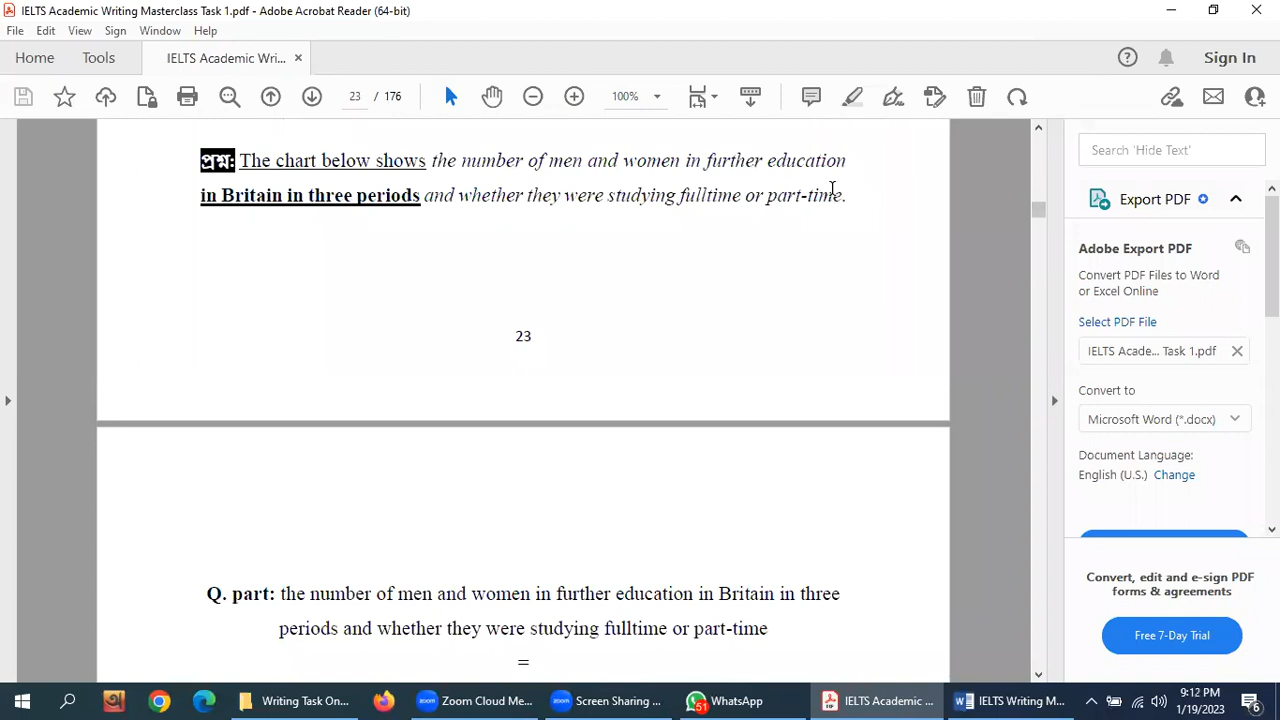 IELTS Academic Writing Masterclass Task 1.pdf - Adobe Acrobat Reader (64-bit)
File Edit View Sign Window Help
Home Tools IELTS Academic Wri... Sign In
23 / 176 100%
প্রশ্ন: The chart below shows the number of men and women in further education
in Britain in three periods and whether they were studying fulltime or part-time.
23
Q. part: the number of men and women in further education in Britain in three
periods and whether they were studying fulltime or part-time
=
Search 'Hide Text'
Export PDF
Adobe Export PDF
Convert PDF Files to Word
or Excel Online
Select PDF File
IELTS Acade... Task 1.pdf
Convert to
Microsoft Word (*.docx)
Document Language:
English (U.S.) Change
Convert, edit and e-sign PDF
forms & agreements
Free 7-Day Trial
Writing Task On... zoom Zoom Cloud Me... zoom Screen Sharing ... 51 WhatsApp IELTS Academic ... IELTS Writing M... 9:12 PM
1/19/2023 6